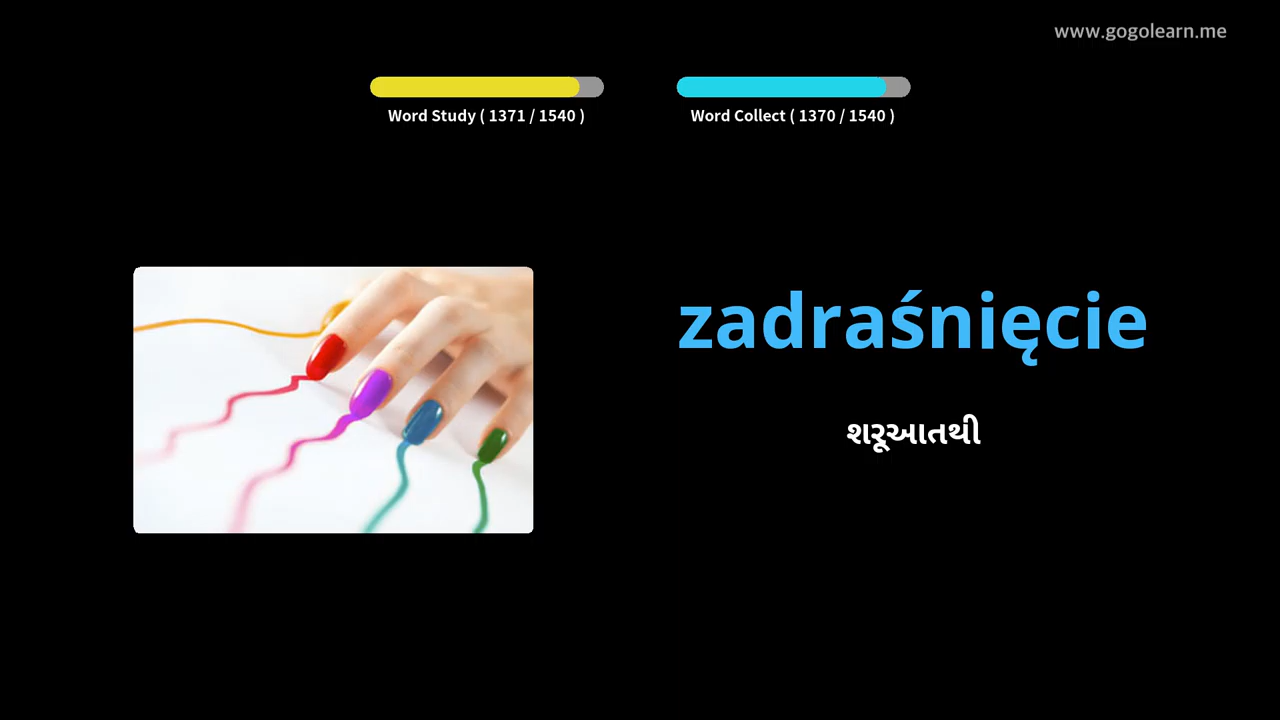 www.gogolearn.me
Word Study ( 1371 / 1540 )
Word Collect ( 1370 / 1540 )
zadraśnięcie
શરૂઆતથી